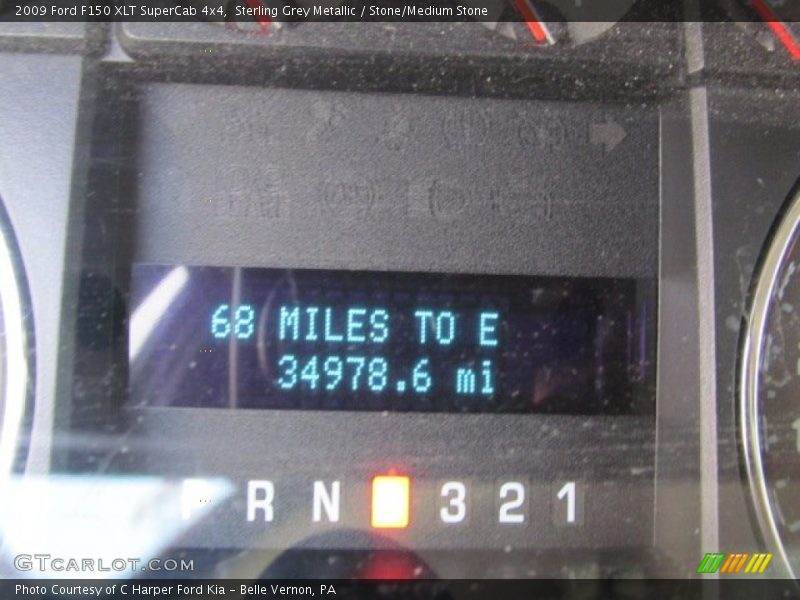 2009 Ford F150 XLT SuperCab 4x4, Sterling Grey Metallic / Stone/Medium Stone
68 MILES TO E
34978.6 mi
P R N 3 2 1
GTCARLOT.COM
Photo Courtesy of C Harper Ford Kia - Belle Vernon, PA